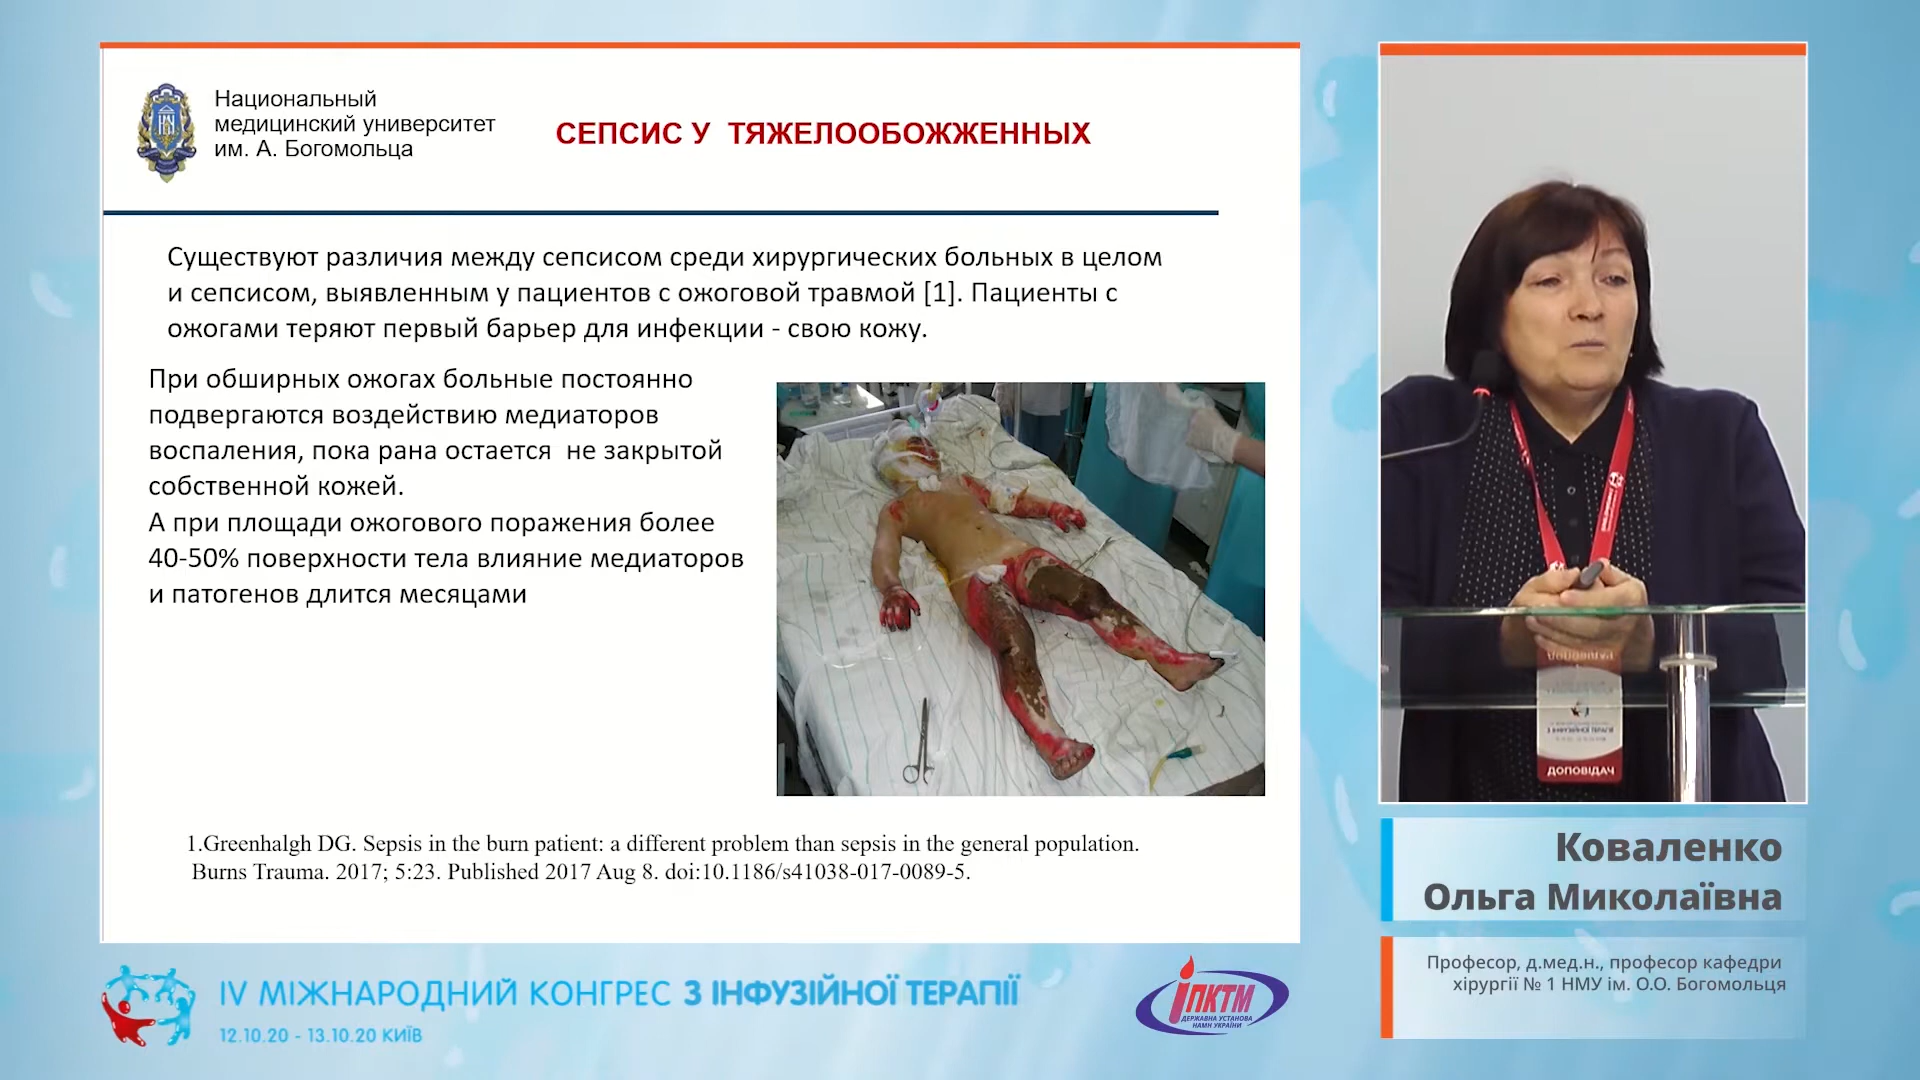 Национальный
медицинский университет
им. А. Богомольца
СЕПСИС У ТЯЖЕЛООБОЖЖЕННЫХ
Существуют различия между сепсисом среди хирургических больных в целом
и сепсисом, выявленным у пациентов с ожоговой травмой [1]. Пациенты с
ожогами теряют первый барьер для инфекции - свою кожу.
При обширных ожогах больные постоянно
подвергаются воздействию медиаторов
воспаления, пока рана остается не закрытой
собственной кожей.
А при площади ожогового поражения более
40-50% поверхности тела влияние медиаторов
и патогенов длится месяцами
1.Greenhalgh DG. Sepsis in the burn patient: a different problem than sepsis in the general population.
Burns Trauma. 2017; 5:23. Published 2017 Aug 8. doi:10.1186/s41038-017-0089-5.
З ІНФУЗІЙНОЇ ТЕРАПІЇ
ДОПОВІДАЧ
Коваленко
Ольга Миколаївна
Професор, д.мед.н., професор кафедри
хірургії № 1 НМУ ім. О.О. Богомольця
IV МІЖНАРОДНИЙ КОНГРЕС З ІНФУЗІЙНОЇ ТЕРАПІЇ
12.10.20 - 13.10.20 КИЇВ
ІПКТМ
ДЕРЖАВНА УСТАНОВА
НАМН УКРАЇНИ